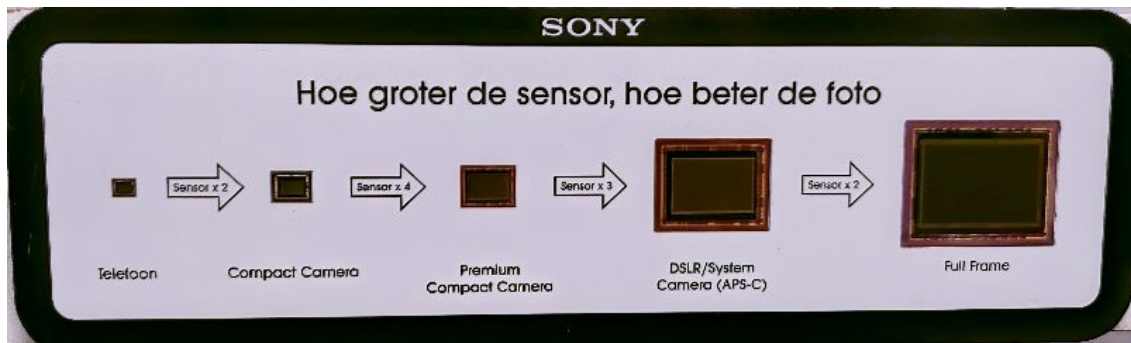 SONY
Hoe groter de sensor, hoe beter de foto
Sensor x 2
Sensor x 4
Sensor x 3
Sensor x 2
Telefoon
Compact Camera
Premium
Compact Camera
DSLR/System
Camera (APS-C)
Full Frame